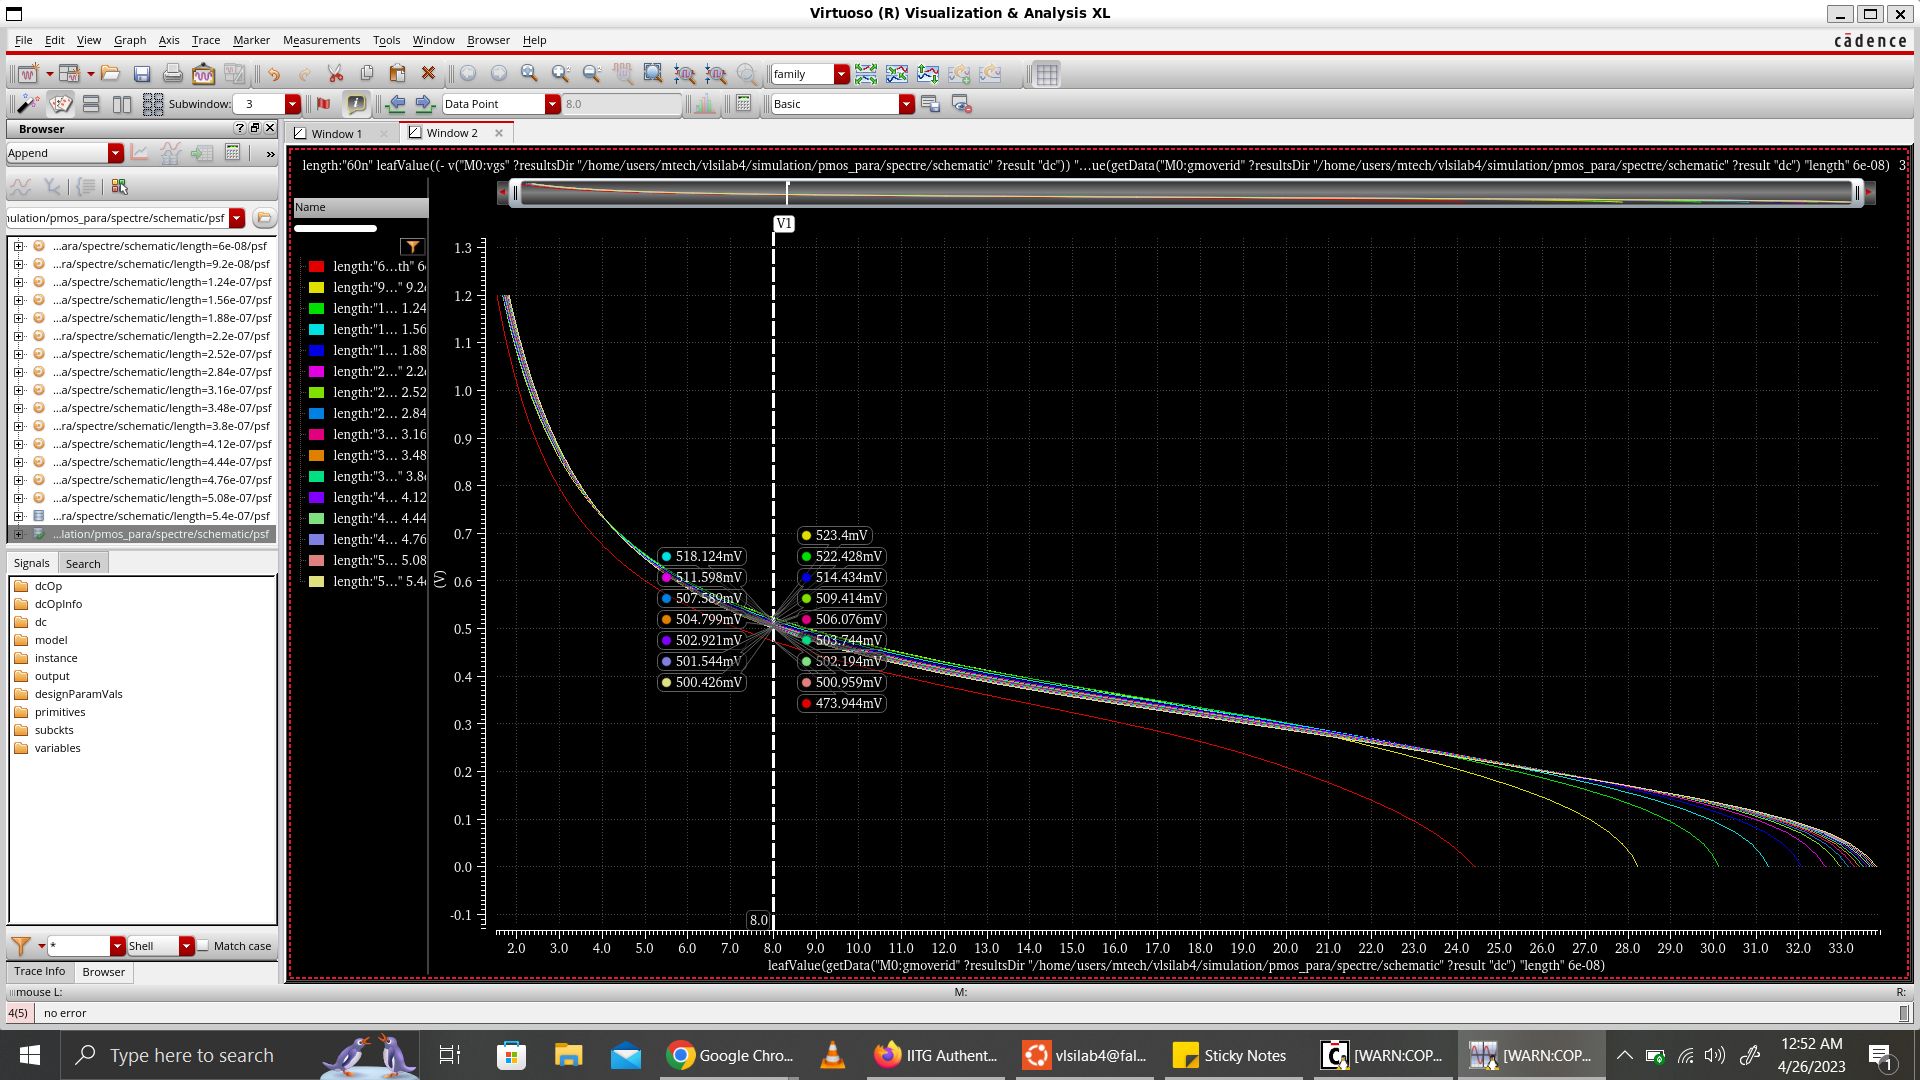 Virtuoso (R) Visualization & Analysis XL
File Edit View Graph Axis Trace Marker Measurements Tools Window Browser Help
cādence
family
Subwindow: 3
Data Point
8.0
Basic
Browser
Window 1
Window 2
Append
»
length:"60n" leafValue((- v("M0:vgs" ?resultsDir "/home/users/mtech/vlsilab4/simulation/pmos_para/spectre/schematic" ?result "dc")) "...ue(getData("M0:gmoverid" ?resultsDir "/home/users/mtech/vlsilab4/simulation/pmos_para/spectre/schematic" ?result "dc") "length" 6e-08) 3
ulation/pmos_para/spectre/schematic/psf
...ara/spectre/schematic/length=6e-08/psf
...ra/spectre/schematic/length=9.2e-08/psf
...a/spectre/schematic/length=1.24e-07/psf
...a/spectre/schematic/length=1.56e-07/psf
...a/spectre/schematic/length=1.88e-07/psf
...ra/spectre/schematic/length=2.2e-07/psf
...a/spectre/schematic/length=2.52e-07/psf
...a/spectre/schematic/length=2.84e-07/psf
...a/spectre/schematic/length=3.16e-07/psf
...a/spectre/schematic/length=3.48e-07/psf
...ra/spectre/schematic/length=3.8e-07/psf
...a/spectre/schematic/length=4.12e-07/psf
...a/spectre/schematic/length=4.44e-07/psf
...a/spectre/schematic/length=4.76e-07/psf
...a/spectre/schematic/length=5.08e-07/psf
...ra/spectre/schematic/length=5.4e-07/psf
...lation/pmos_para/spectre/schematic/psf
Signals
Search
dcOp
dcOpInfo
dc
model
instance
output
designParamVals
primitives
subckts
variables
*
Shell
Match case
Trace Info
Browser
Name
length:"6...th" 6
length:"9..." 9.2
length:"1... 1.24
length:"1... 1.56
length:"1... 1.88
length:"2..." 2.2
length:"2... 2.52
length:"2... 2.84
length:"3... 3.16
length:"3... 3.48
length:"3..." 3.8
length:"4... 4.12
length:"4... 4.44
length:"4... 4.76
length:"5... 5.08
length:"5..." 5.4
V1
1.3
1.2
1.1
1.0
0.9
0.8
0.7
0.6
0.5
0.4
0.3
0.2
0.1
0.0
-0.1
(V)
523.4mV
518.124mV 522.428mV
511.598mV 514.434mV
507.589mV 509.414mV
504.799mV 506.076mV
502.921mV 503.744mV
501.544mV 502.194mV
500.426mV 500.959mV
473.944mV
8.0
2.0 3.0 4.0 5.0 6.0 7.0 8.0 9.0 10.0 11.0 12.0 13.0 14.0 15.0 16.0 17.0 18.0 19.0 20.0 21.0 22.0 23.0 24.0 25.0 26.0 27.0 28.0 29.0 30.0 31.0 32.0 33.0
leafValue(getData("M0:gmoverid" ?resultsDir "/home/users/mtech/vlsilab4/simulation/pmos_para/spectre/schematic" ?result "dc") "length" 6e-08)
mouse L: M: R:
4(5) no error
Type here to search
Google Chro...
IITG Authent...
vlsilab4@fal...
Sticky Notes
[WARN:COP...
[WARN:COP...
12:52 AM
4/26/2023
1